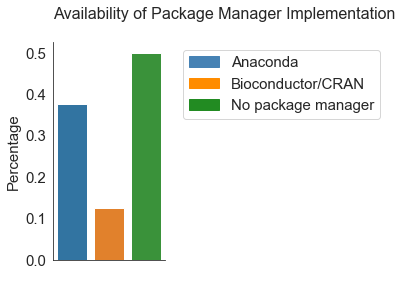 Availability of Package Manager Implementation
Percentage
0.5
0.4
0.3
0.2
0.1
0.0
Anaconda
Bioconductor/CRAN
No package manager